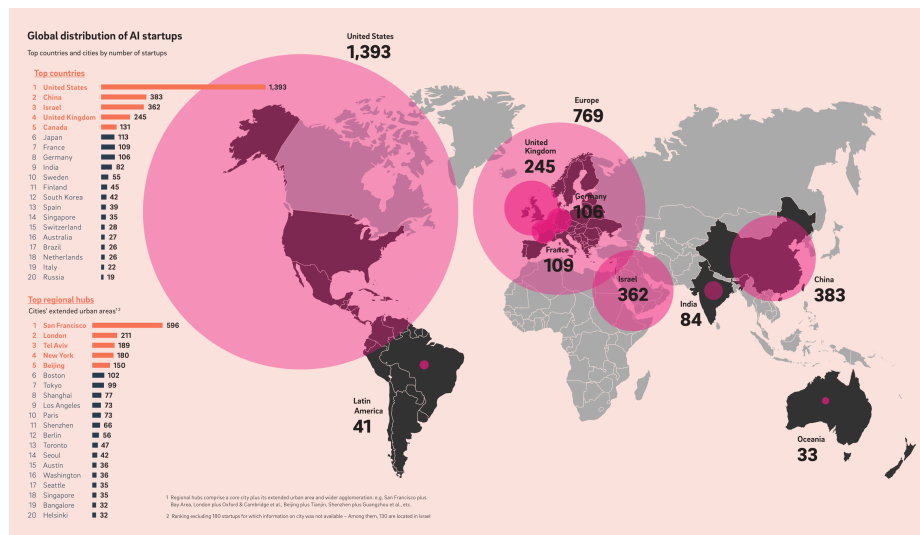 Global distribution of AI startups
Top countries and cities by number of startups
Top countries
1 United States 1,393
2 China 383
3 Israel 362
4 United Kingdom 245
5 Canada 131
6 Japan 113
7 France 109
8 Germany 106
9 India 82
10 Sweden 55
11 Finland 45
12 South Korea 42
13 Spain 39
14 Singapore 35
15 Switzerland 28
16 Australia 27
17 Brazil 26
18 Netherlands 26
19 Italy 22
20 Russia 19
Top regional hubs
Cities' extended urban areas¹ ²
1 San Francisco 596
2 London 211
3 Tel Aviv 189
4 New York 180
5 Beijing 150
6 Boston 102
7 Tokyo 99
8 Shanghai 77
9 Los Angeles 73
10 Paris 73
11 Shenzhen 66
12 Berlin 56
13 Toronto 47
14 Seoul 42
15 Austin 36
16 Washington 36
17 Seattle 35
18 Singapore 35
19 Bangalore 32
20 Helsinki 32
United States
1,393
Europe
769
United
Kingdom
245
Germany
106
France
109
Israel
362
India
84
China
383
Latin
America
41
Oceania
33
1 Regional hubs comprise a core city plus its extended urban area and wider agglomeration: e.g. San Francisco plus
Bay Area, London plus Oxford & Cambridge et al., Beijing plus Tianjin, Shenzhen plus Guangzhou et al., etc.
2 Ranking excluding 180 startups for which information on city was not available – Among them, 130 are located in Israel